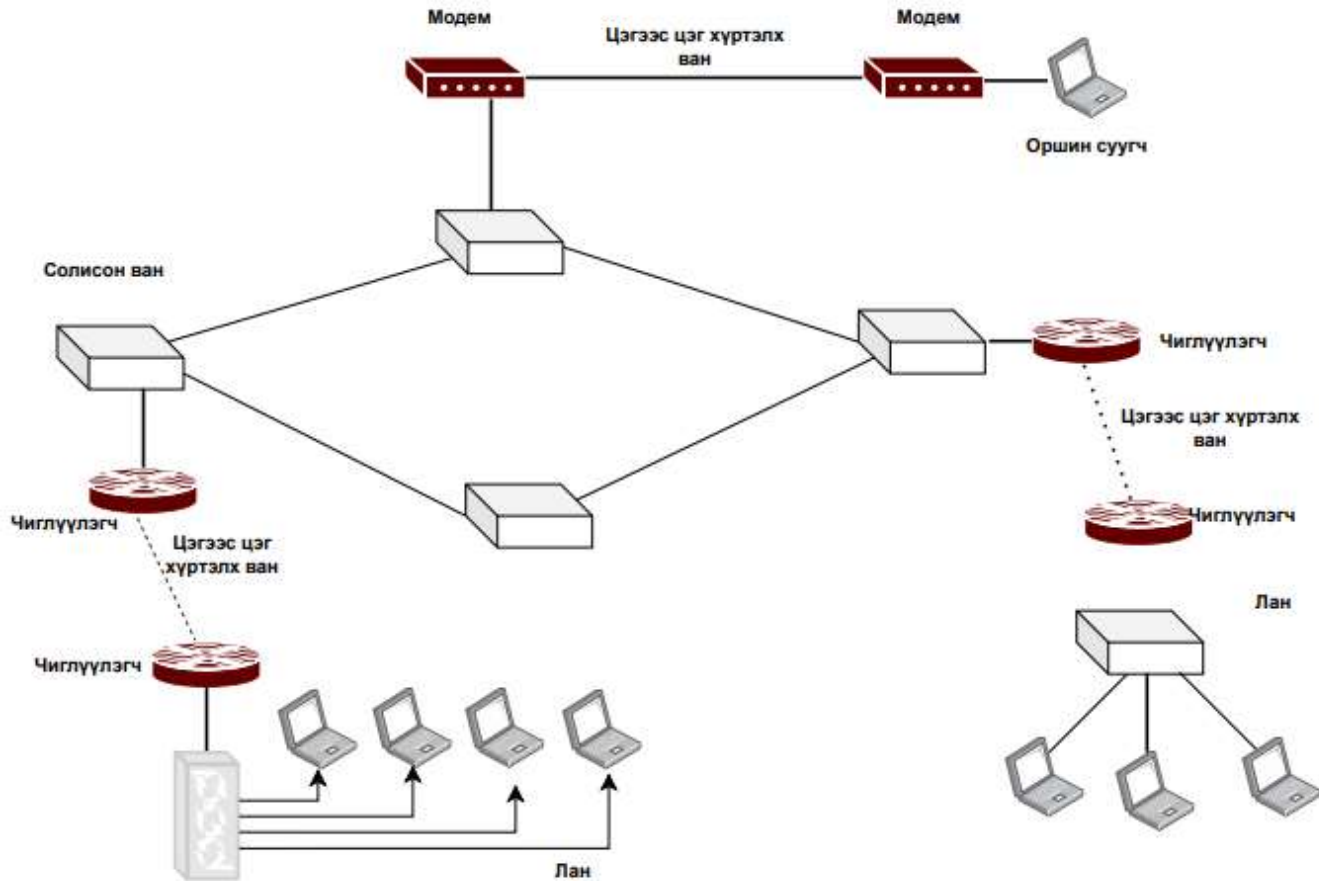 Модем
Модем
Цэгээс цэг хүртэлх
ван
Оршин суугч
Солисон ван
Чиглүүлэгч
Цэгээс цэг хүртэлх
ван
Чиглүүлэгч
Чиглүүлэгч
Цэгээс цэг
хүртэлх ван
Лан
Чиглүүлэгч
Лан